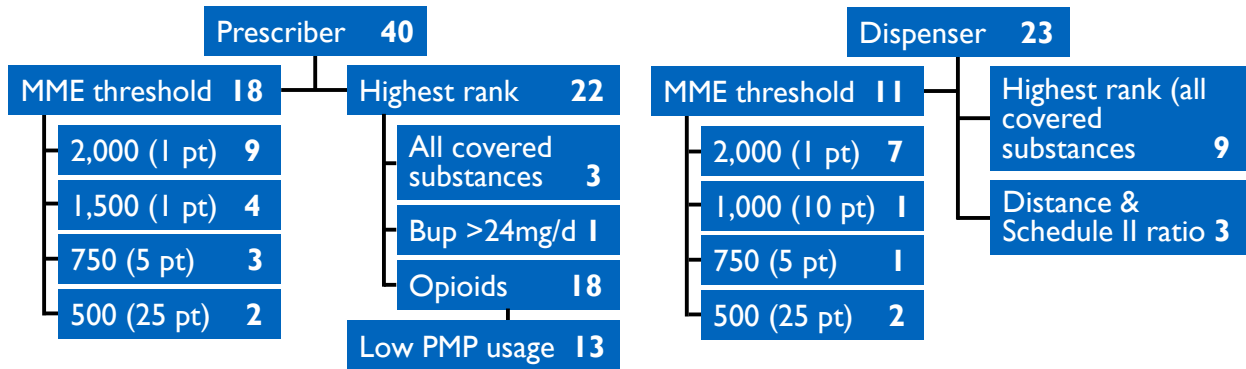 Prescriber 40
MME threshold 18
2,000 (1 pt) 9
1,500 (1 pt) 4
750 (5 pt) 3
500 (25 pt) 2
Highest rank 22
All covered
substances 3
Bup >24mg/d 1
Opioids 18
Low PMP usage 13
Dispenser 23
MME threshold 11
2,000 (1 pt) 7
1,000 (10 pt) 1
750 (5 pt) 1
500 (25 pt) 2
Highest rank (all
covered
substances 9
Distance &
Schedule II ratio 3